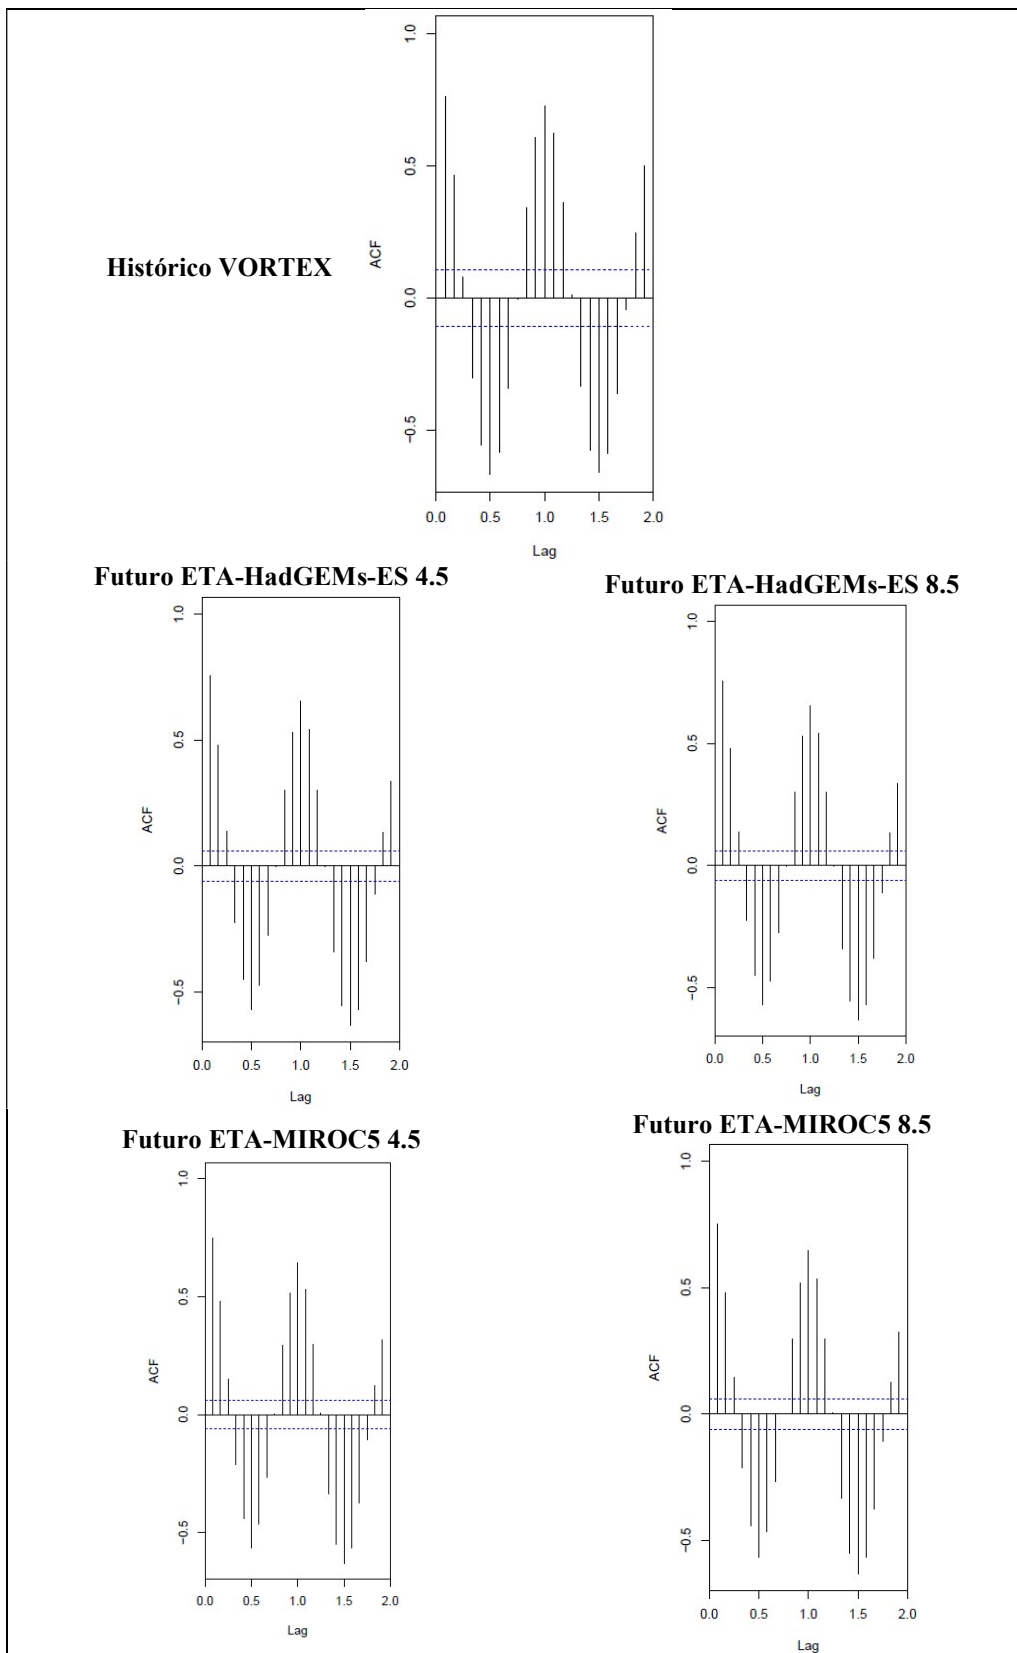 1.0
0.5
0.0
−0.5
ACF
Histórico VORTEX
0.0 0.5 1.0 1.5 2.0
Lag
Futuro ETA-HadGEMs-ES 4.5
1.0
0.5
0.0
−0.5
ACF
0.0 0.5 1.0 1.5 2.0
Lag
Futuro ETA-HadGEMs-ES 8.5
1.0
0.5
0.0
−0.5
ACF
0.0 0.5 1.0 1.5 2.0
Lag
Futuro ETA-MIROC5 4.5
1.0
0.5
0.0
−0.5
ACF
0.0 0.5 1.0 1.5 2.0
Lag
Futuro ETA-MIROC5 8.5
1.0
0.5
0.0
−0.5
ACF
0.0 0.5 1.0 1.5 2.0
Lag